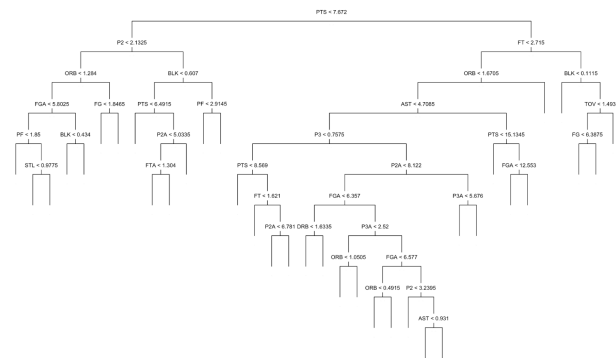 PTS < 7.672
P2 < 2.1325
FT < 2.715
ORB < 1.284
BLK < 0.607
ORB < 1.6705
BLK < 0.1115
FGA < 5.6025
FG < 1.8465
PTS < 6.4915
PF < 2.9145
AST < 4.7065
TOV < 1.493
PF < 1.85
BLK < 0.434
P2A < 5.0335
P3 < 0.7575
PTS < 15.1345
FG < 6.3875
STL < 0.9775
FTA < 1.304
PTS < 8.569
P2A < 8.122
FGA < 12.553
FT < 1.621
FGA < 6.357
P3A < 5.676
P2A < 6.781
DRB < 1.6335
P3A < 2.52
ORB < 1.0505
FGA < 6.577
ORB < 0.4915
P2 < 3.2395
AST < 0.931